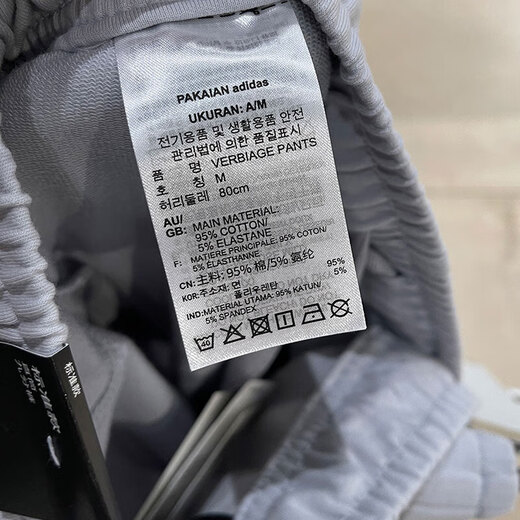 PAKAIAN adidas
UKURAN: A/M
전기용품 및 생활용품 안전
관리법에 의한 품질표시
품 명 VERBIAGE PANTS
호 칭 M
허리둘레 80cm
AU/
GB: MAIN MATERIAL:
95% COTTON/
5% ELASTANE
F: MATIERE PRINCIPALE: 95% COTON/
5% ELASTHANNE
CN: 主料: 95% 棉/5% 氨纶
KOR: 주소재: 면 95%
폴리우레탄 5%
IND: MATERIAL UTAMA: 95% KATUN/
5% SPANDEX
40
标准款